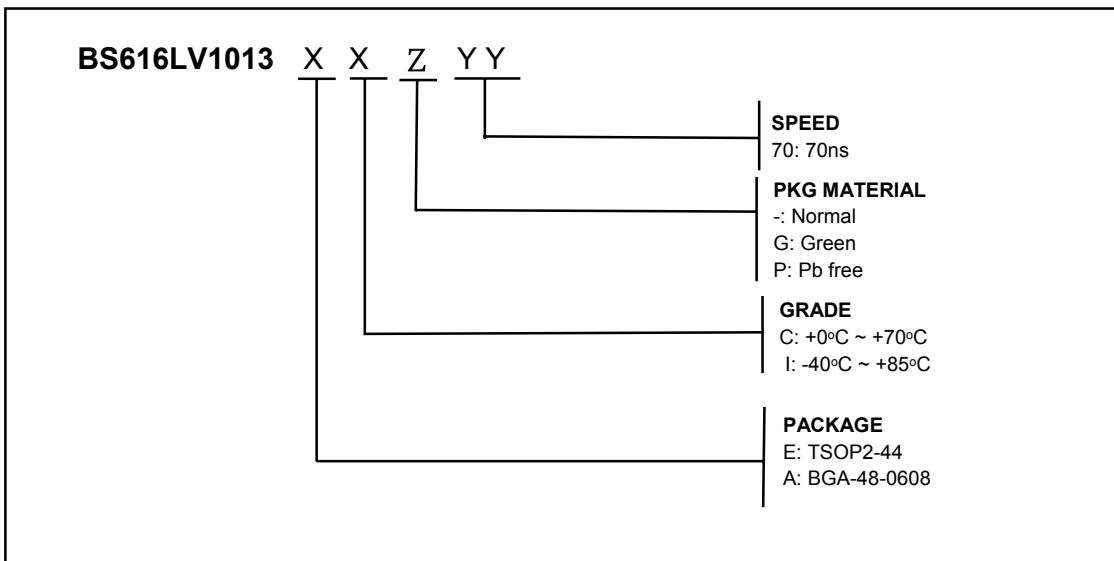 BS616LV1013 X X Z Y Y
SPEED
70: 70ns
PKG MATERIAL
-: Normal
G: Green
P: Pb free
GRADE
C: +0ºC ~ +70ºC
I: -40ºC ~ +85ºC
PACKAGE
E: TSOP2-44
A: BGA-48-0608